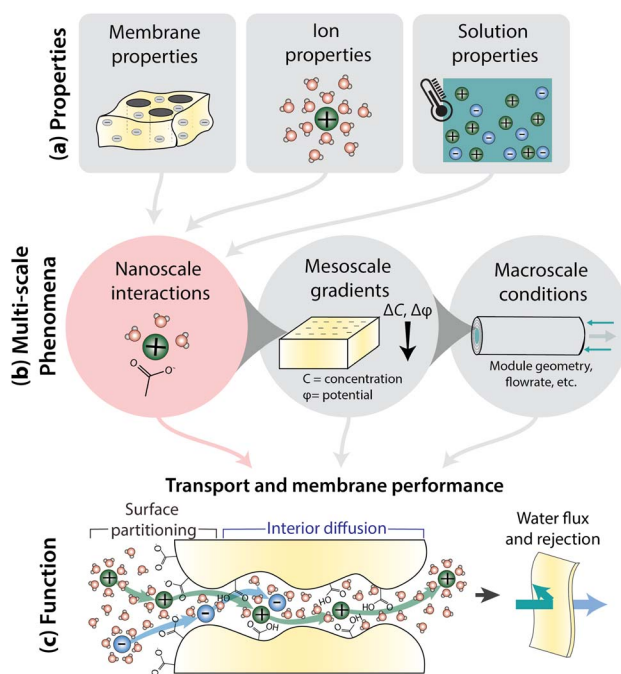 (a) Properties
Membrane
properties
Ion
properties
Solution
properties
(b) Multi-scale
Phenomena
Nanoscale
interactions
O
O⁻
Mesoscale
gradients
ΔC, Δφ
C = concentration
φ= potential
Macroscale
conditions
Module geometry,
flowrate, etc.
Transport and membrane performance
(c) Function
Surface
partitioning
Interior diffusion
HO
O
OH
HO
O
HO
O
Water flux
and rejection